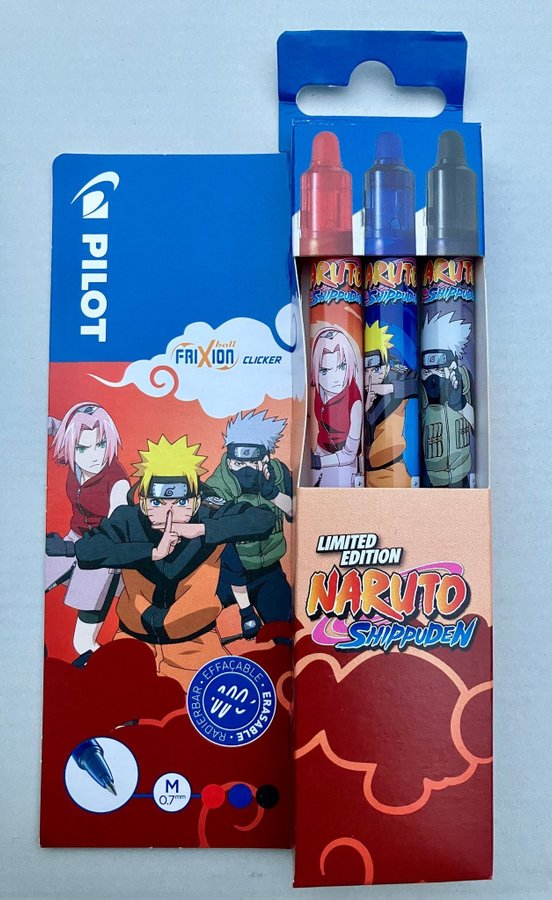 PILOT
FRIXION ball CLICKER
EFFAÇABLE · ERASABLE · RADIERBAR ·
M
0.7mm
NARUTO
SHIPPUDEN
NARUTO
SHIPPUDEN
NARUTO
SHIPPUDEN
LIMITED
EDITION
NARUTO
SHIPPUDEN